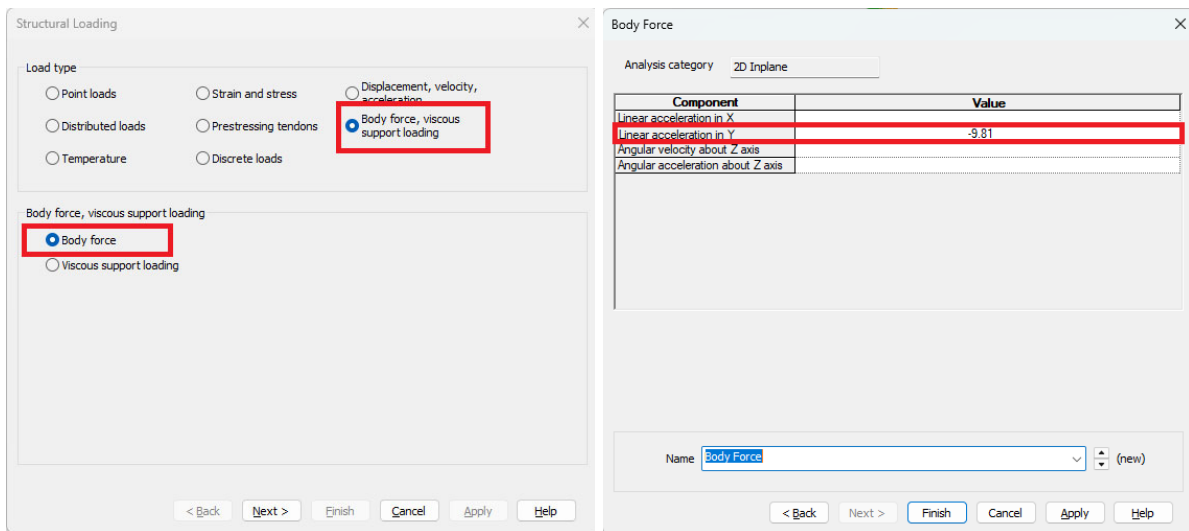 Structural Loading
Load type
Point loads
Strain and stress
Displacement, velocity,
acceleration
Distributed loads
Prestressing tendons
Body force, viscous
support loading
Temperature
Discrete loads
Body force, viscous support loading
Body force
Viscous support loading
< Back
Next >
Finish
Cancel
Apply
Help
Body Force
Analysis category
2D Inplane
Component
Value
Linear acceleration in X
Linear acceleration in Y
-9.81
Angular velocity about Z axis
Angular acceleration about Z axis
Name
Body Force
(new)
< Back
Next >
Finish
Cancel
Apply
Help